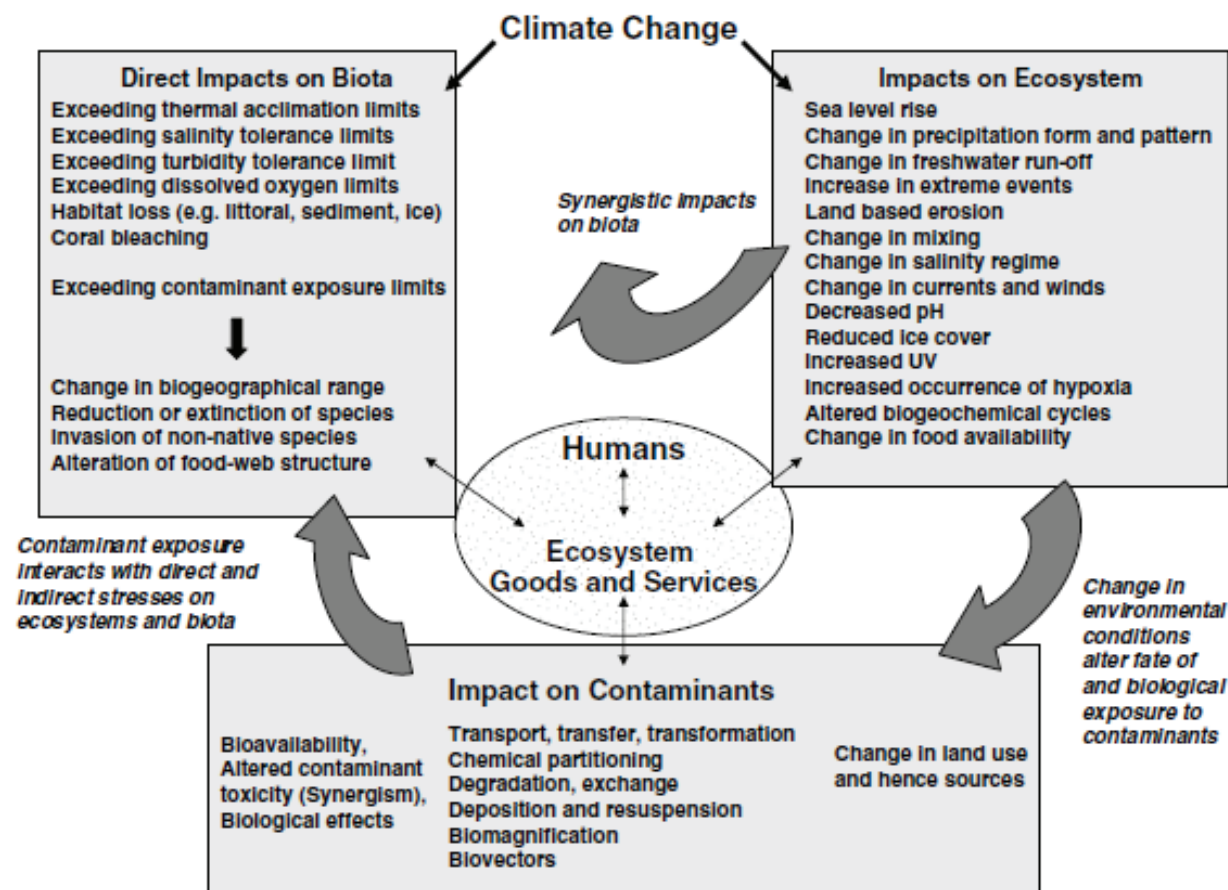 Climate Change
Direct Impacts on Biota
Exceeding thermal acclimation limits
Exceeding salinity tolerance limits
Exceeding turbidity tolerance limit
Exceeding dissolved oxygen limits
Habitat loss (e.g. littoral, sediment, ice)
Coral bleaching
Exceeding contaminant exposure limits
Change in biogeographical range
Reduction or extinction of species
Invasion of non-native species
Alteration of food-web structure
Synergistic impacts
on biota
Impacts on Ecosystem
Sea level rise
Change in precipitation form and pattern
Change in freshwater run-off
Increase in extreme events
Land based erosion
Change in mixing
Change in salinity regime
Change in currents and winds
Decreased pH
Reduced ice cover
Increased UV
Increased occurrence of hypoxia
Altered biogeochemical cycles
Change in food availability
Humans
Ecosystem
Goods and Services
Contaminant exposure
interacts with direct and
indirect stresses on
ecosystems and biota
Change in
environmental
conditions
alter fate of
and biological
exposure to
contaminants
Impact on Contaminants
Bioavailability,
Altered contaminant
toxicity (Synergism),
Biological effects
Transport, transfer, transformation
Chemical partitioning
Degradation, exchange
Deposition and resuspension
Biomagnification
Biovectors
Change in land use
and hence sources